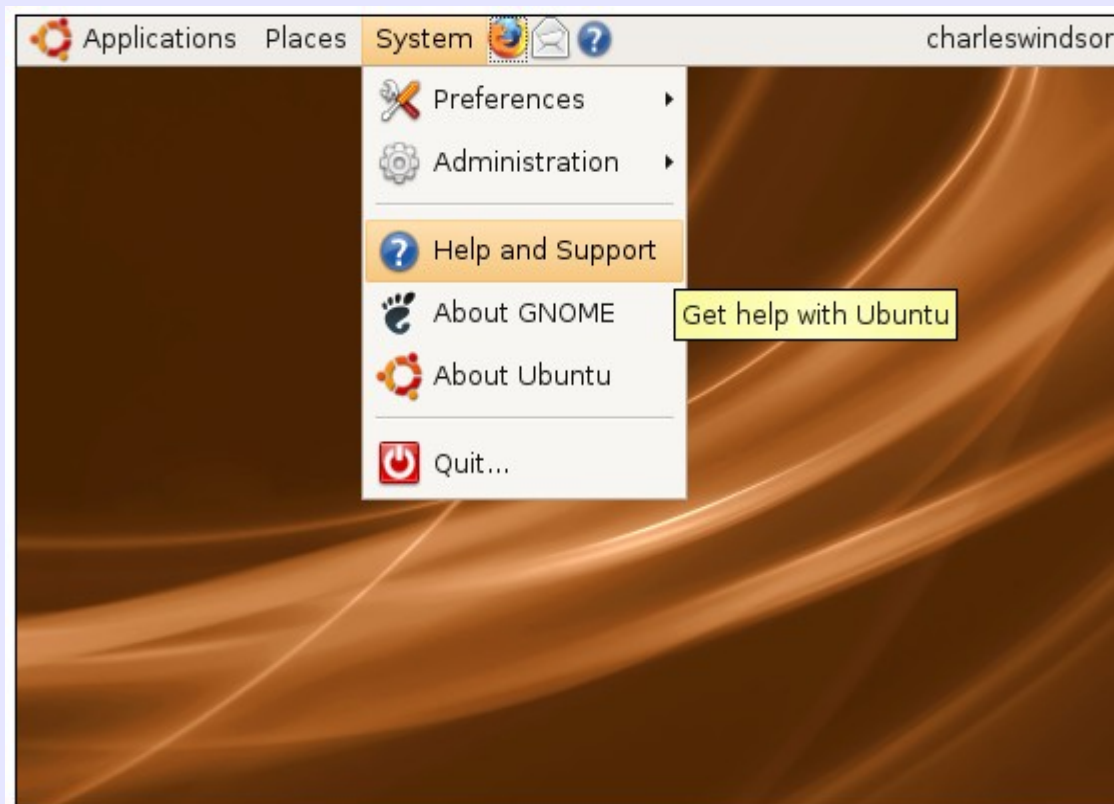 Applications Places System charleswindsor
Preferences
Administration
Help and Support
About GNOME
Get help with Ubuntu
About Ubuntu
Quit...